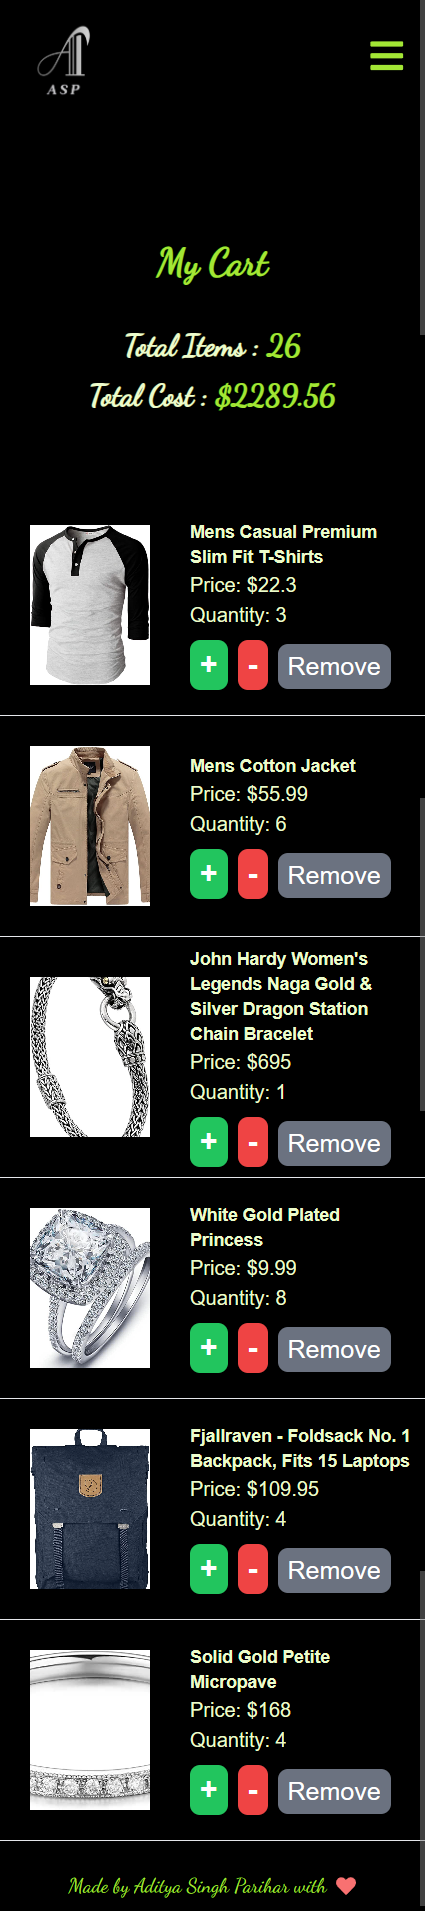 ASP
My Cart
Total Items : 26
Total Cost : $2289.56
Mens Casual Premium
Slim Fit T-Shirts
Price: $22.3
Quantity: 3
+ - Remove
Mens Cotton Jacket
Price: $55.99
Quantity: 6
+ - Remove
John Hardy Women's
Legends Naga Gold &
Silver Dragon Station
Chain Bracelet
Price: $695
Quantity: 1
+ - Remove
White Gold Plated
Princess
Price: $9.99
Quantity: 8
+ - Remove
Fjallraven - Foldsack No. 1
Backpack, Fits 15 Laptops
Price: $109.95
Quantity: 4
+ - Remove
Solid Gold Petite
Micropave
Price: $168
Quantity: 4
+ - Remove
Made by Aditya Singh Parihar with